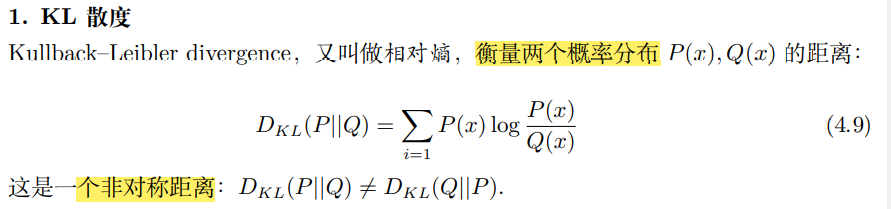 1. KL 散度
Kullback–Leibler divergence，又叫做相对熵，衡量两个概率分布 P(x), Q(x) 的距离：
D_{KL}(P||Q) = \sum_{i=1} P(x) \log \frac{P(x)}{Q(x)} (4.9)
这是一个非对称距离：D_{KL}(P||Q) ≠ D_{KL}(Q||P).